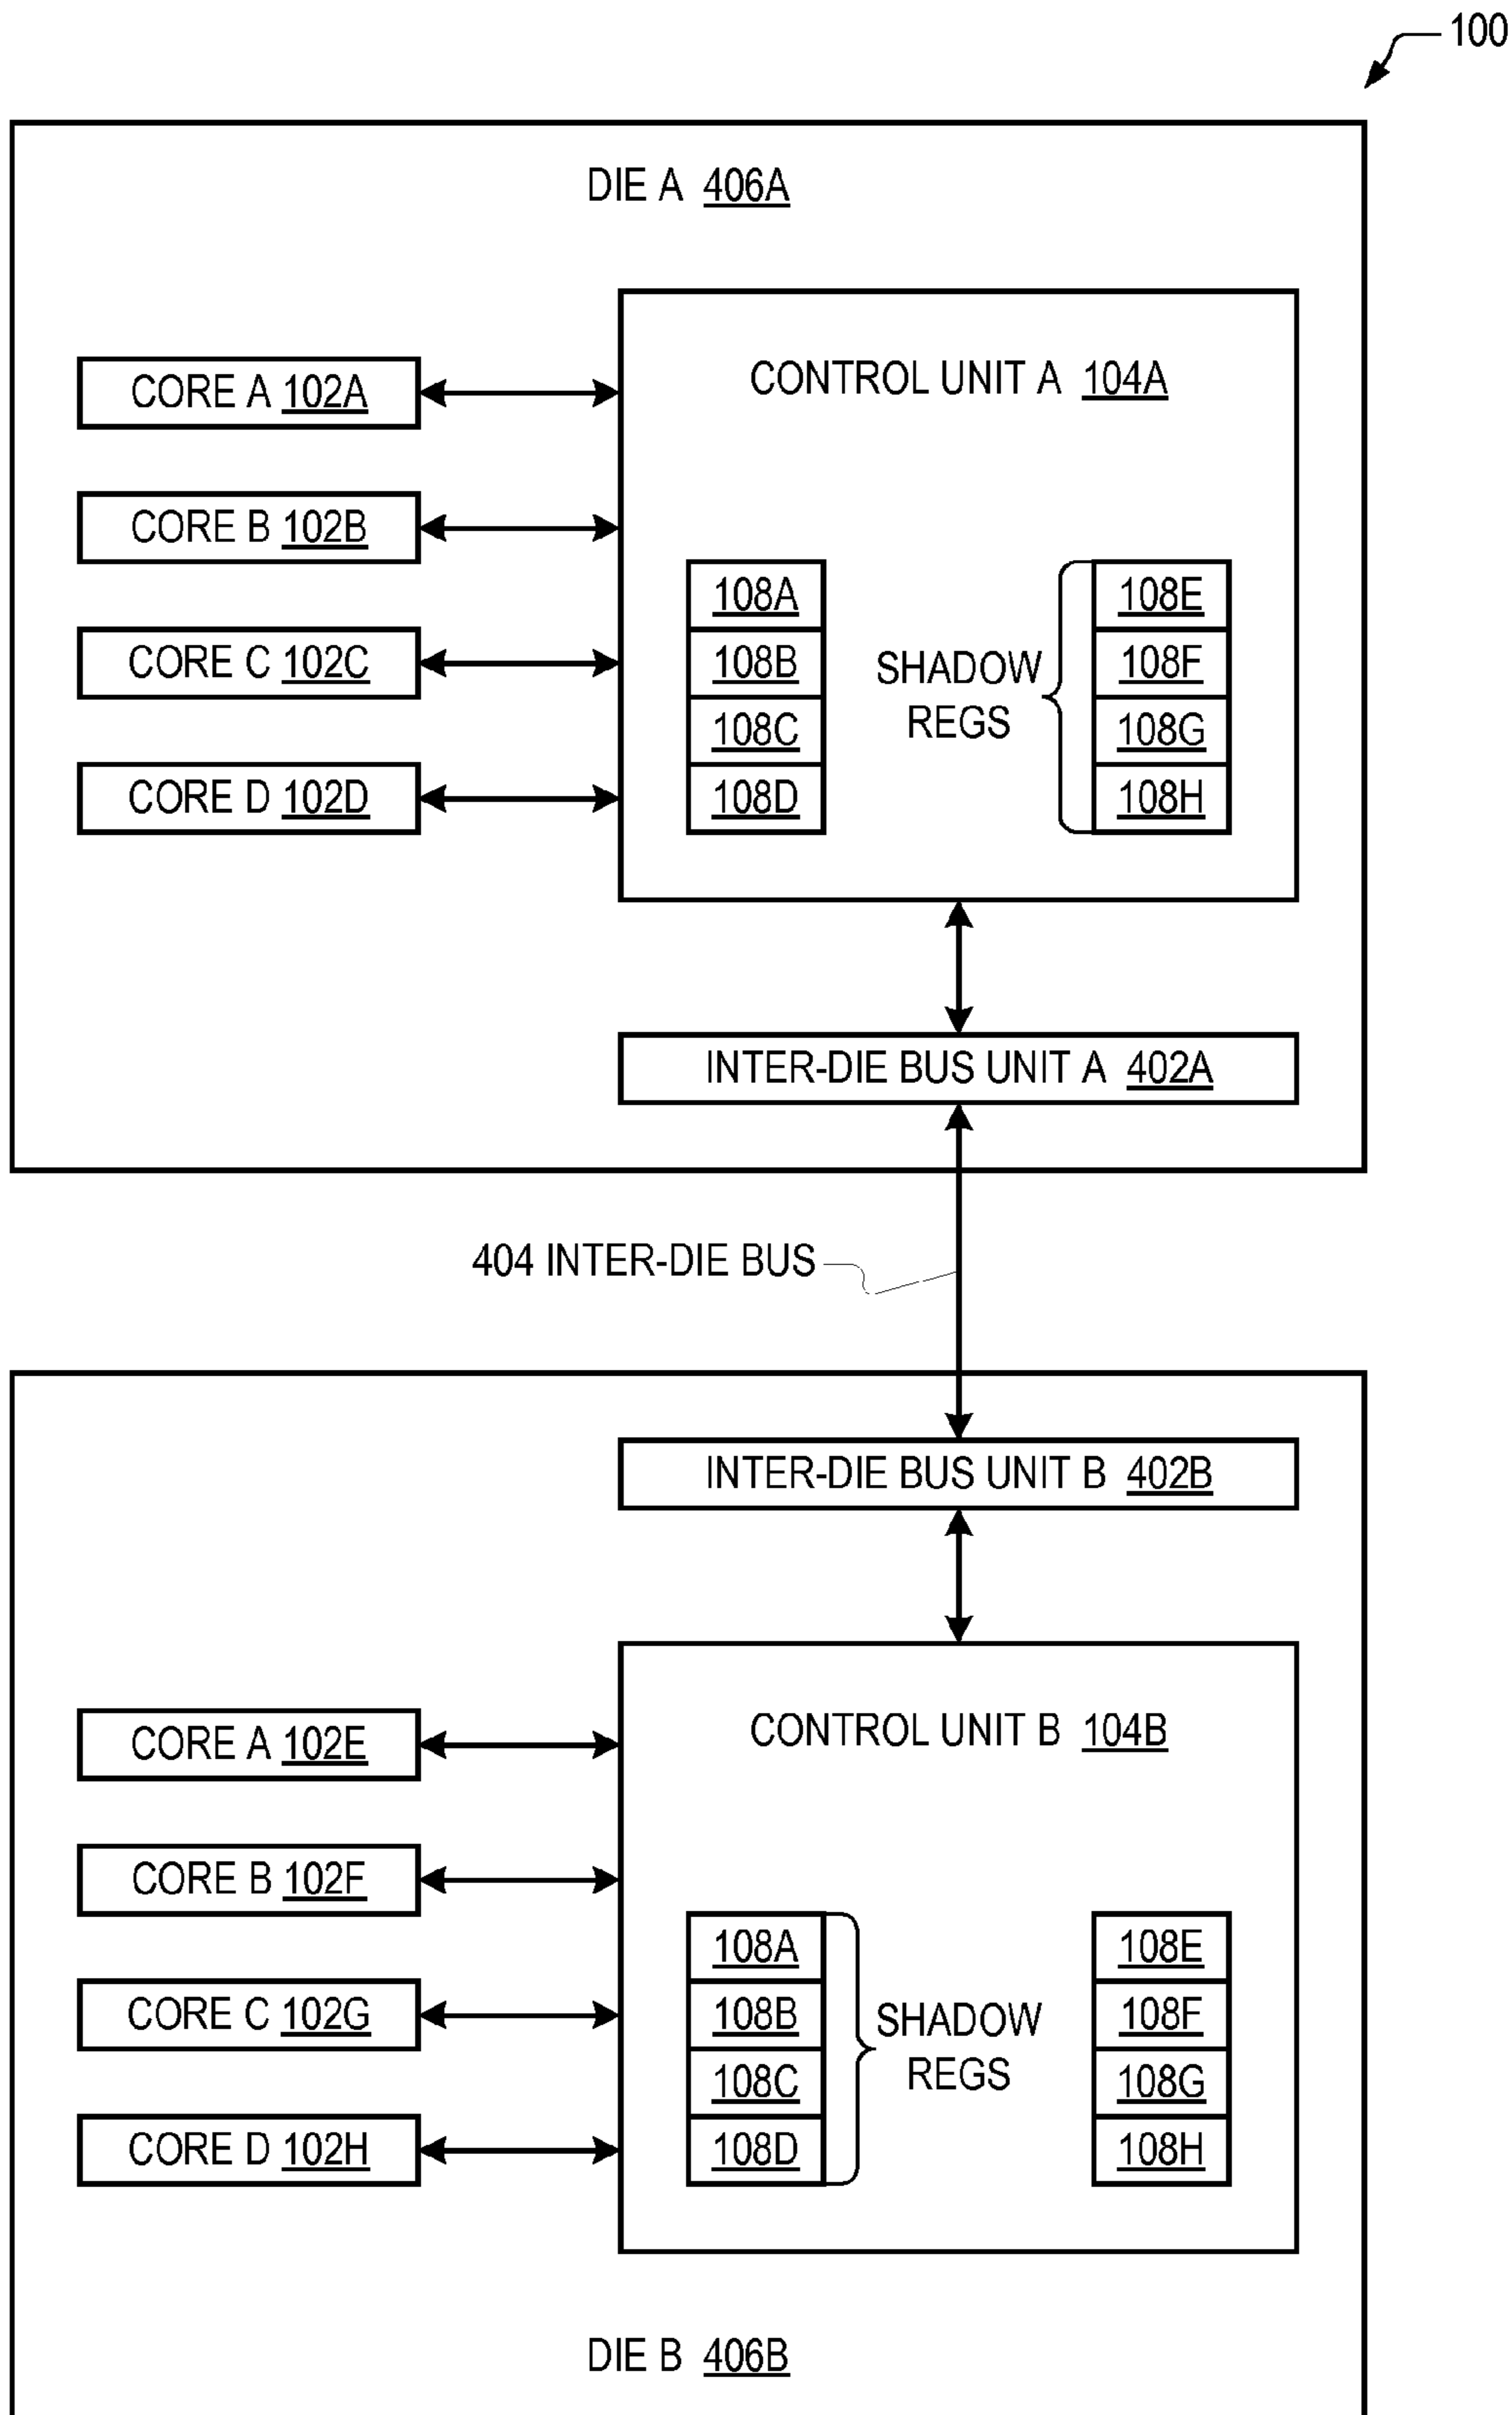 100
DIE A 406A
CONTROL UNIT A 104A
CORE A 102A
CORE B 102B
CORE C 102C
CORE D 102D
108A
108B
108C
108D
SHADOW
REGS
108E
108F
108G
108H
INTER-DIE BUS UNIT A 402A
404 INTER-DIE BUS
INTER-DIE BUS UNIT B 402B
CONTROL UNIT B 104B
CORE A 102E
CORE B 102F
CORE C 102G
CORE D 102H
108A
108B
108C
108D
SHADOW
REGS
108E
108F
108G
108H
DIE B 406B